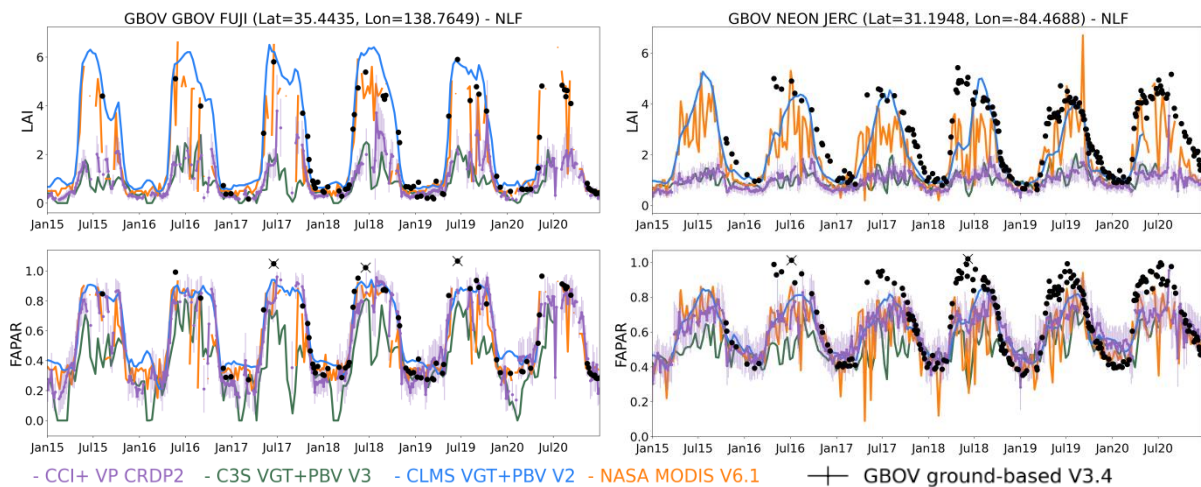 GBOV GBOV FUJI (Lat=35.4435, Lon=138.7649) - NLF
LAI
6
4
2
0
Jan15 Jul15 Jan16 Jul16 Jan17 Jul17 Jan18 Jul18 Jan19 Jul19 Jan20 Jul20
GBOV NEON JERC (Lat=31.1948, Lon=-84.4688) - NLF
LAI
6
4
2
0
Jan15 Jul15 Jan16 Jul16 Jan17 Jul17 Jan18 Jul18 Jan19 Jul19 Jan20 Jul20
FAPAR
1.0
0.8
0.6
0.4
0.2
0.0
Jan15 Jul15 Jan16 Jul16 Jan17 Jul17 Jan18 Jul18 Jan19 Jul19 Jan20 Jul20
FAPAR
1.0
0.8
0.6
0.4
0.2
0.0
Jan15 Jul15 Jan16 Jul16 Jan17 Jul17 Jan18 Jul18 Jan19 Jul19 Jan20 Jul20
- CCI+ VP CRDP2 - C3S VGT+PBV V3 - CLMS VGT+PBV V2 - NASA MODIS V6.1 GBOV ground-based V3.4